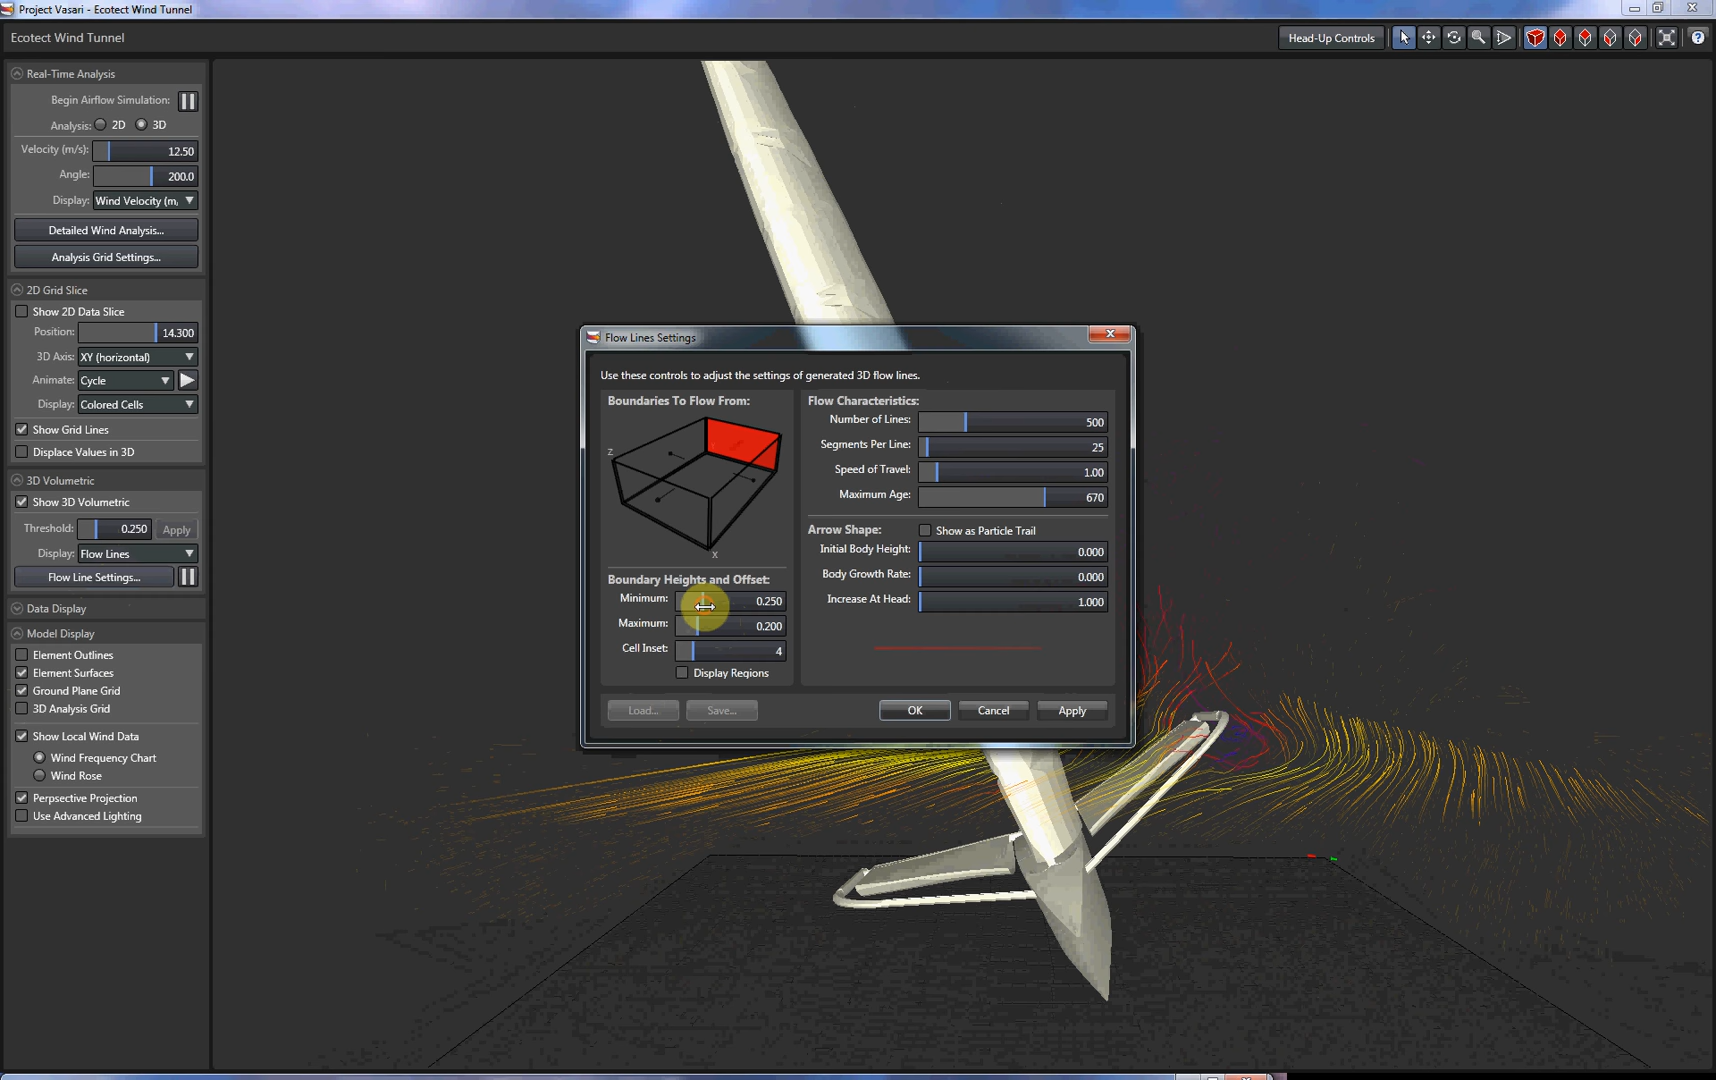 Project Vasari - Ecotect Wind Tunnel
Ecotect Wind Tunnel
Head-Up Controls
Real-Time Analysis
Begin Airflow Simulation:
Analysis: 2D 3D
Velocity (m/s): 12.50
Angle: 200.0
Display: Wind Velocity (m,
Detailed Wind Analysis...
Analysis Grid Settings...
2D Grid Slice
Show 2D Data Slice
Position: 14.300
3D Axis: XY (horizontal)
Animate: Cycle
Display: Colored Cells
Show Grid Lines
Displace Values in 3D
3D Volumetric
Show 3D Volumetric
Threshold: 0.250 Apply
Display: Flow Lines
Flow Line Settings...
Data Display
Model Display
Element Outlines
Element Surfaces
Ground Plane Grid
3D Analysis Grid
Show Local Wind Data
Wind Frequency Chart
Wind Rose
Perpsective Projection
Use Advanced Lighting
Flow Lines Settings
Use these controls to adjust the settings of generated 3D flow lines.
Boundaries To Flow From:
Z
X
Boundary Heights and Offset:
Minimum: 0.250
Maximum: 0.200
Cell Inset: 4
Display Regions
Flow Characteristics:
Number of Lines: 500
Segments Per Line: 25
Speed of Travel: 1.00
Maximum Age: 670
Arrow Shape: Show as Particle Trail
Initial Body Height: 0.000
Body Growth Rate: 0.000
Increase At Head: 1.000
Load... Save... OK Cancel Apply